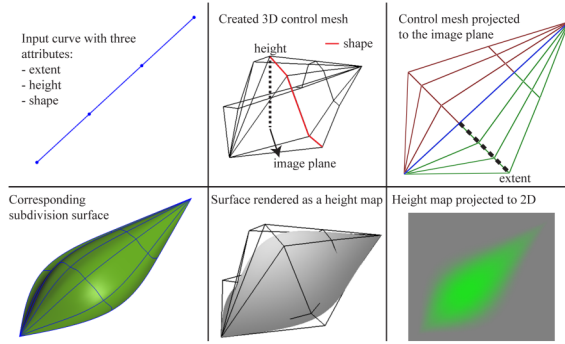 Input curve with three
attributes:
- extent
- height
- shape
Created 3D control mesh
height
shape
image plane
Control mesh projected
to the image plane
extent
Corresponding
subdivision surface
Surface rendered as a height map
Height map projected to 2D